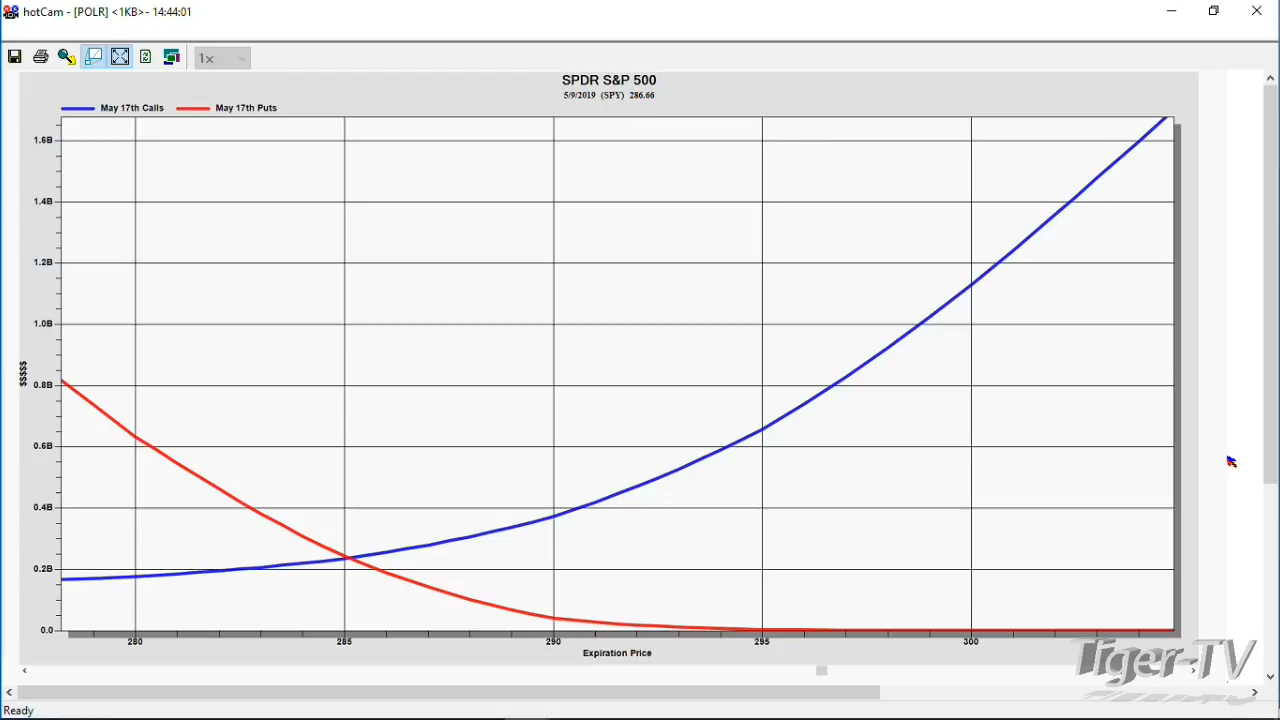 hotCam - [POLR] <1KB> - 14:44:01
1x
SPDR S&P 500
5/9/2019 (SPY) 286.66
May 17th Calls May 17th Puts
1.6B
1.4B
1.2B
1.0B
$$$$$
0.8B
0.6B
0.4B
0.2B
0.0
280 285 290 295 300
Expiration Price
Tiger-TV
Ready